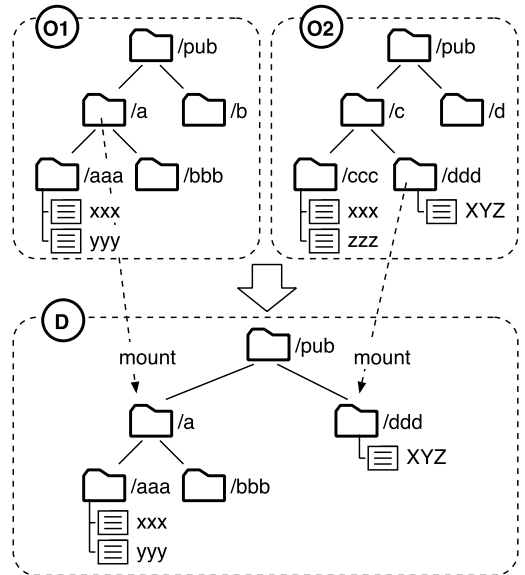 O1
/pub
/a
/b
/aaa
/bbb
xxx
yyy
O2
/pub
/c
/d
/ccc
/ddd
xxx
XYZ
zzz
D
/pub
mount
mount
/a
/ddd
XYZ
/aaa
/bbb
xxx
yyy